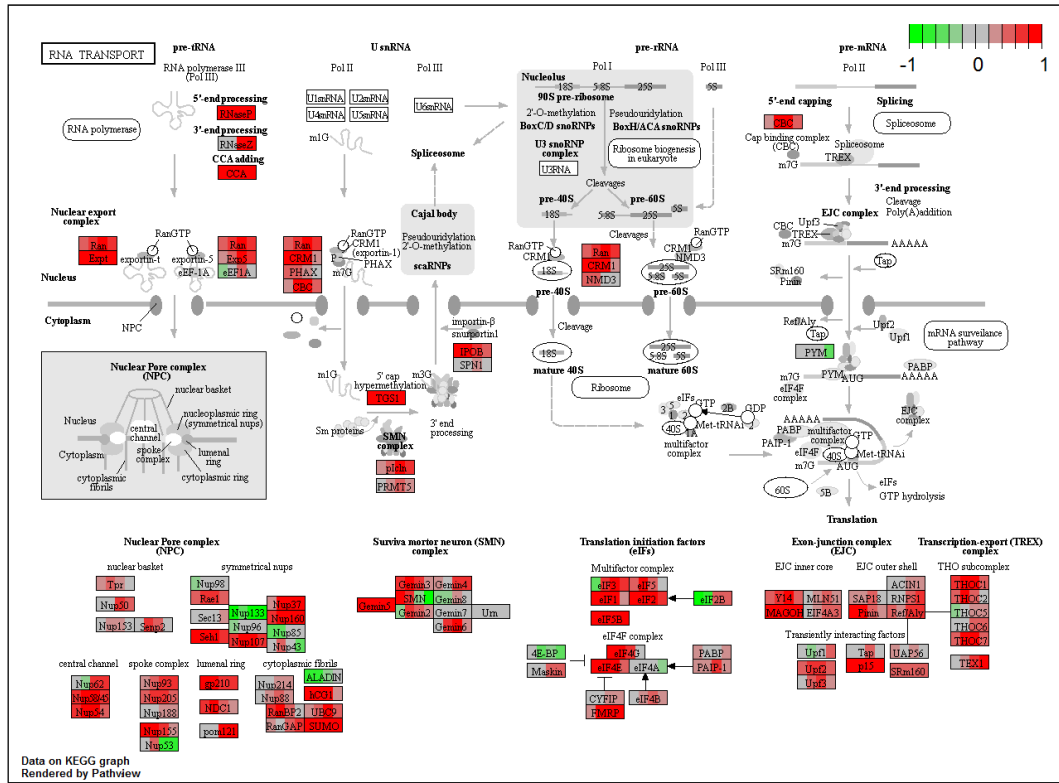 RNA TRANSPORT
pre-tRNA
RNA polymerase III
(Pol III)
5'-end processing
RNaseP
3'-end processing
RNaseZ
CCA adding
CCA
RNA polymerase
U snRNA
Pol II
Pol III
U1snRNA
U2snRNA
U4snRNA
U5snRNA
U6snRNA
m1G
Spliceosome
Cajal body
Pseudouridylation
2'-O-methylation
scaRNPs
pre-rRNA
Pol I
Pol III
Nucleolus
18S
5.8S
25S
5S
90S pre-ribosome
2'-O-methylation
Pseudouridylation
BoxC/D snoRNPs
BoxH/ACA snoRNPs
U3 snoRNP
complex
U3RNA
Ribosome biogenesis
in eukaryote
Cleavages
pre-40S
pre-60S
18S
5.8S
25S
5S
pre-mRNA
Pol II
-1
0
1
5'-end capping
Splicing
CBC
Cap binding complex
(CBC)
Spliceosome
Spliceosome
TREX
m7G
3'-end processing
Cleavage
Poly(A)addition
EJC complex
CBC
Upf3
TREX
m7G
AAAAA
Tap
SRm160
Pinin
Nuclear export
complex
Ran
Expt
RanGTP
exportin-t
RanGTP
exportin-5
eEF-1A
Ran
Exp5
eEF1A
Ran
CRM1
PHAX
CBC
RanGTP
CRM1
(exportin-1)
PHAX
P
m7G
RanGTP
CRM1
18S
Cleavages
Ran
CRM1
NMD3
RanGTP
CRM1
NMD3
25S
5.8S
5S
pre-40S
pre-60S
Nucleus
Cytoplasm
NPC
importin-β
snurportin1
IPOB
SPN1
m1G
5' cap
hypermethylation
TGS1
m3G
Sm proteins
SMN
complex
3' end
processing
pIcln
PRMT5
Cleavage
18S
25S
5.8S
5S
mature 40S
mature 60S
Ribosome
Ref/Aly
Tap
Upf2
Upf1
mRNA surveilance
pathway
PYM
PYM
AUG
PABP
m7G
AAAAA
eIF4F
complex
eIFs
GTP
2B
GDP
3
5
1
2
2
40S
1A
Met-tRNAi
multifactor
complex
AAAAA
PABP
PAIP-1
multifactor
complex
GTP
eIF4F
40S
Met-tRNAi
m7G
AUG
EJC
complex
60S
5B
eIFs
GTP hydrolysis
Translation
Nuclear Pore complex
(NPC)
nuclear basket
nucleoplasmic ring
(symmetrical nups)
Nucleus
central
channel
spoke
complex
lumenal
ring
Cytoplasm
cytoplasmic
fibrils
cytoplasmic ring
Nuclear Pore complex
(NPC)
nuclear basket
symmetrical nups
Tpr
Nup50
Nup153
Senp2
Nup98
Rae1
Sec13
Seh1
Nup133
Nup96
Nup107
Nup37
Nup160
Nup85
Nup43
central channel
spoke complex
lumenal ring
cytoplasmic fibrils
Nup62
Nup58/45
Nup54
Nup93
Nup205
Nup188
Nup155
Nup53
gp210
NDC1
pom121
Nup214
Nup88
RanBP2
RanGAP
ALADIN
hCG1
UBC9
SUMO
Surviva mortor neuron (SMN)
complex
Gemin5
Gemin3
Gemin4
SMN
Gemin8
Gemin2
Gemin7
Gemin6
Urn
Translation initiation factors
(eIFs)
Multifactor complex
eIF3
eIF5
eIF1
eIF2
eIF2B
eIF5B
eIF4F complex
4E-BP
Maskin
eIF4G
eIF4E
eIF4A
PABP
PAIP-1
CYFIP
FMRP
eIF4B
Exon-junction complex
(EJC)
EJC inner core
EJC outer shell
Y14
MLN51
MAGOH
EIF4A3
ACIN1
SAP18
RNPS1
Pinin
Ref/Aly
Transiently interacting factors
Upf1
Upf2
Upf3
Tap
p15
UAP56
SRm160
Transcription-export (TREX)
complex
THO subcomplex
THOC1
THOC2
THOC5
THOC6
THOC7
TEX1
Data on KEGG graph
Rendered by Pathview